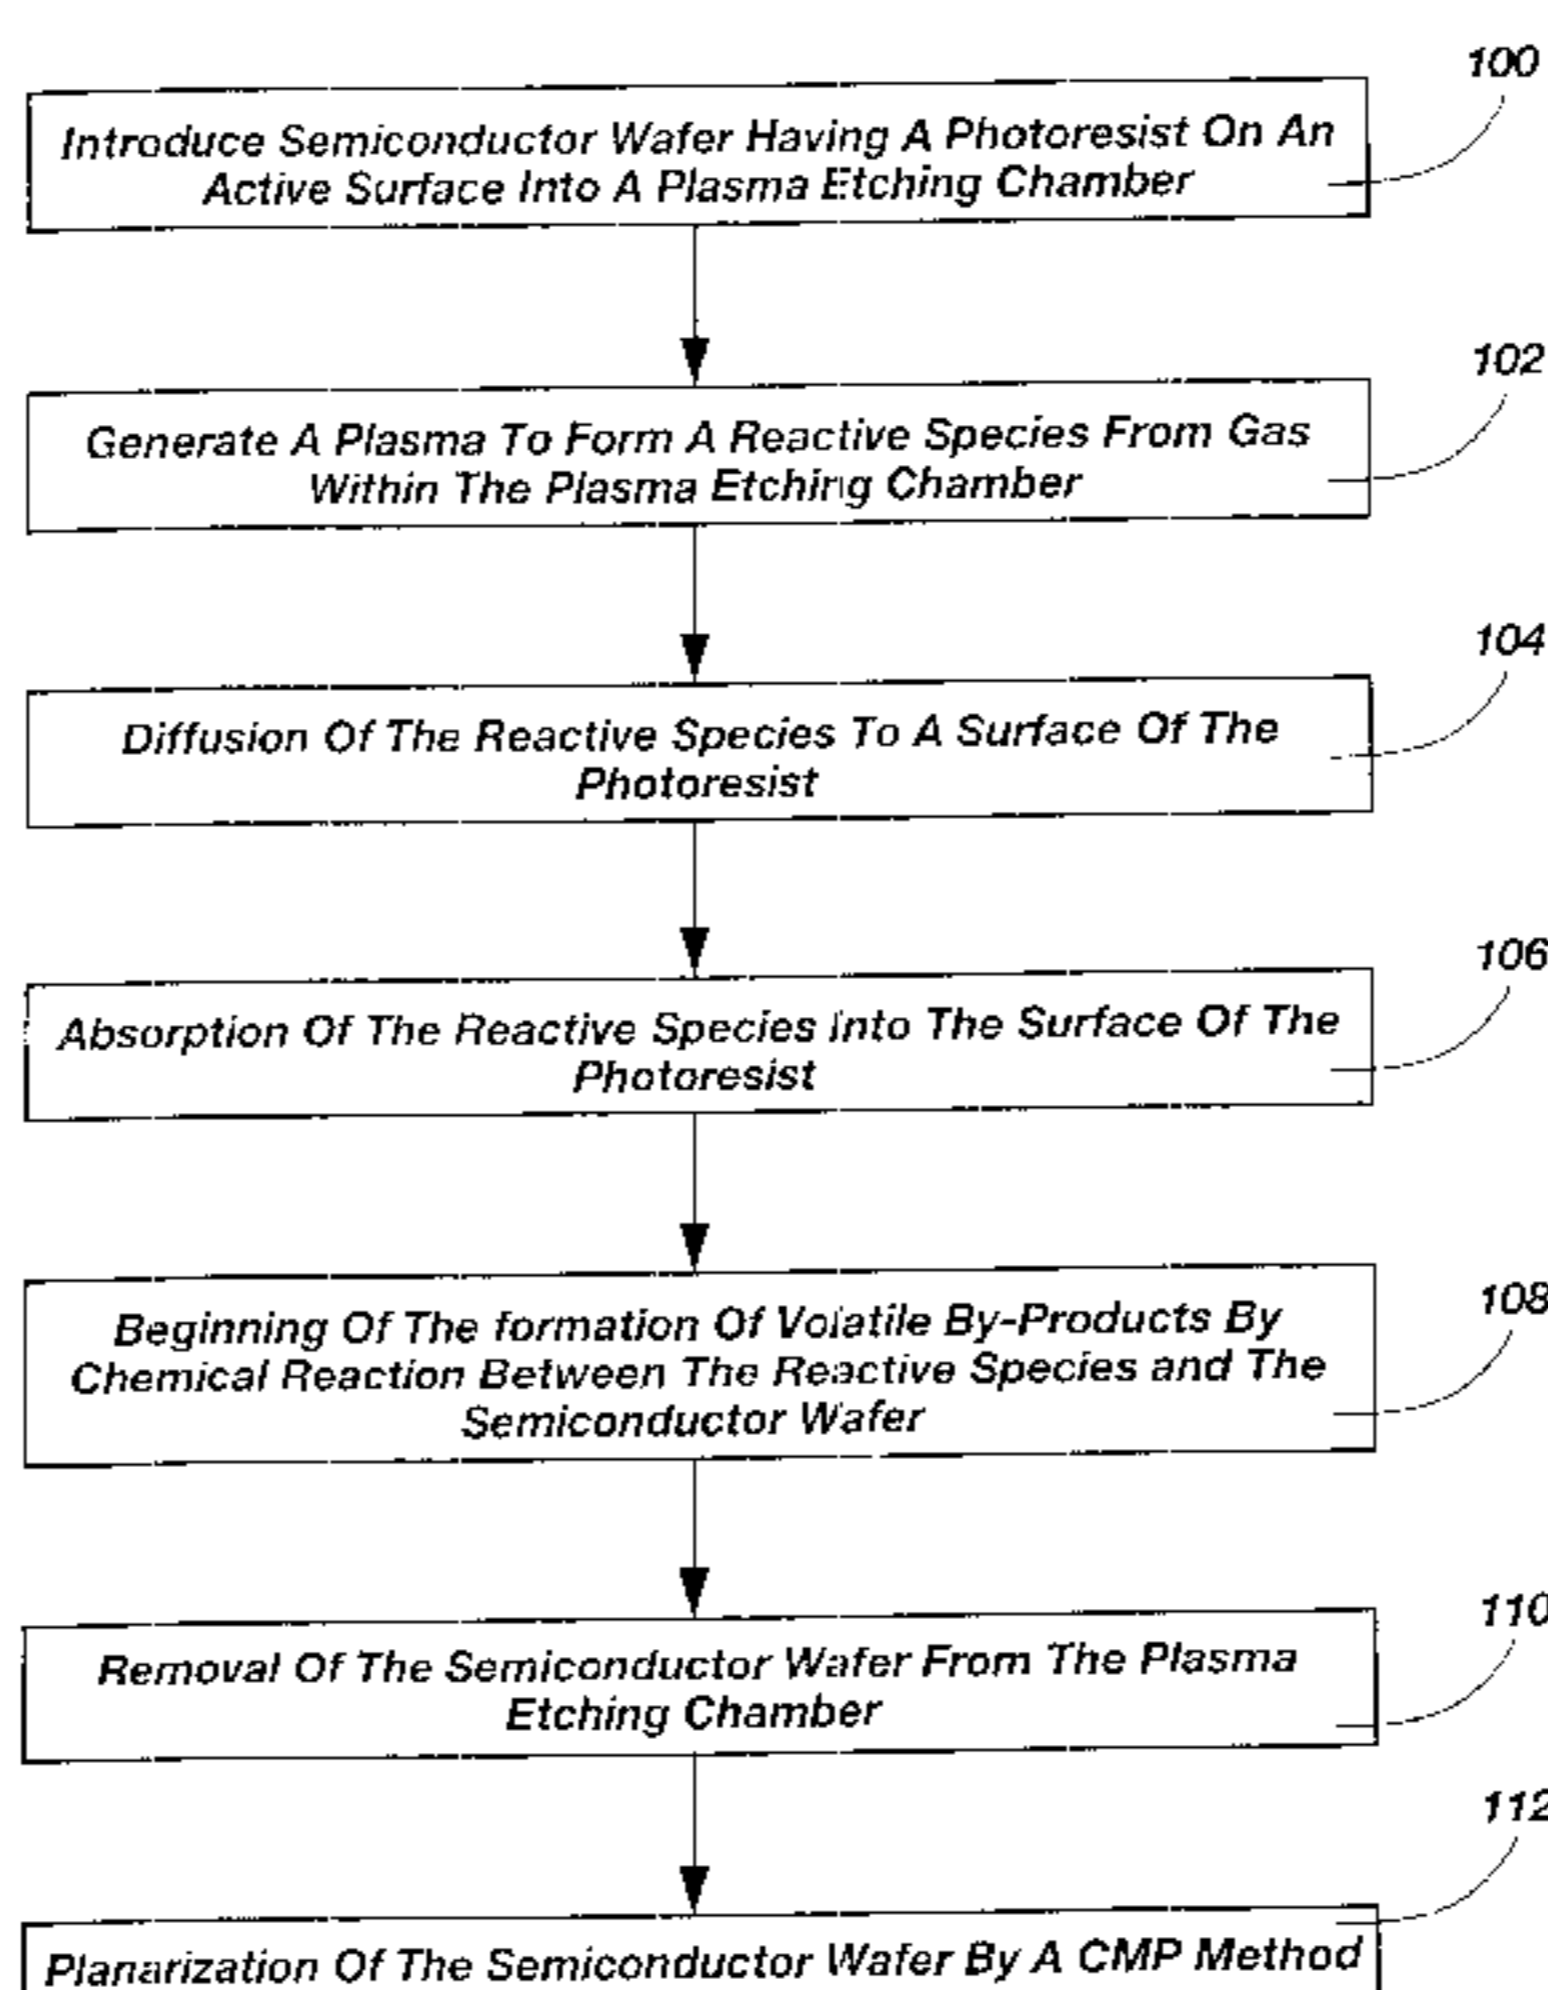 100
Introduce Semiconductor Wafer Having A Photoresist On An
Active Surface Into A Plasma Etching Chamber
102
Generate A Plasma To Form A Reactive Species From Gas
Within The Plasma Etching Chamber
104
Diffusion Of The Reactive Species To A Surface Of The
Photoresist
106
Absorption Of The Reactive Species Into The Surface Of The
Photoresist
108
Beginning Of The formation Of Volatile By-Products By
Chemical Reaction Between The Reactive Species and The
Semiconductor Wafer
110
Removal Of The Semiconductor Wafer From The Plasma
Etching Chamber
112
Planarization Of The Semiconductor Wafer By A CMP Method